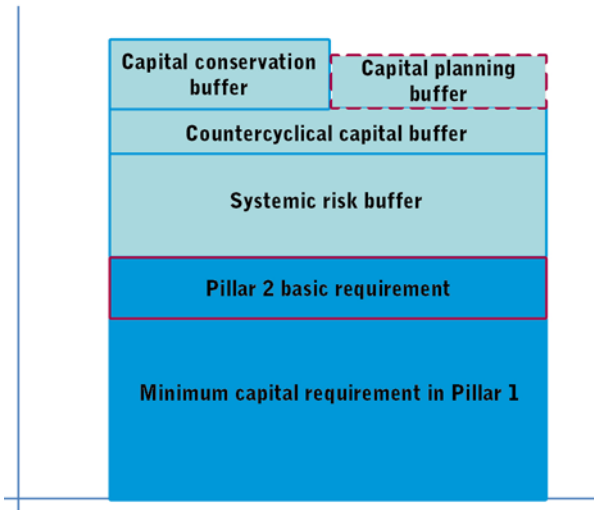 Capital conservation
buffer
Capital planning
buffer
Countercyclical capital buffer
Systemic risk buffer
Pillar 2 basic requirement
Minimum capital requirement in Pillar 1